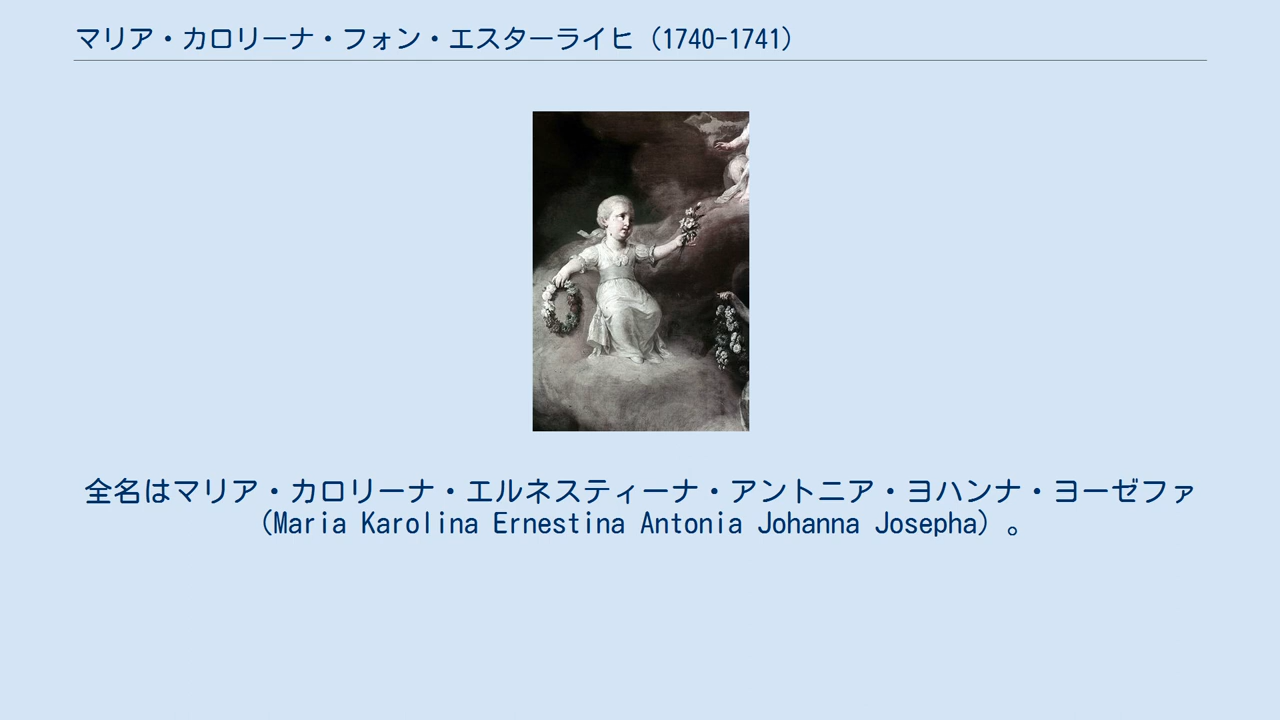 マリア・カロリーナ・フォン・エスターライヒ（1740-1741）
全名はマリア・カロリーナ・エルネスティーナ・アントニア・ヨハンナ・ヨーゼファ
（Maria Karolina Ernestina Antonia Johanna Josepha）。